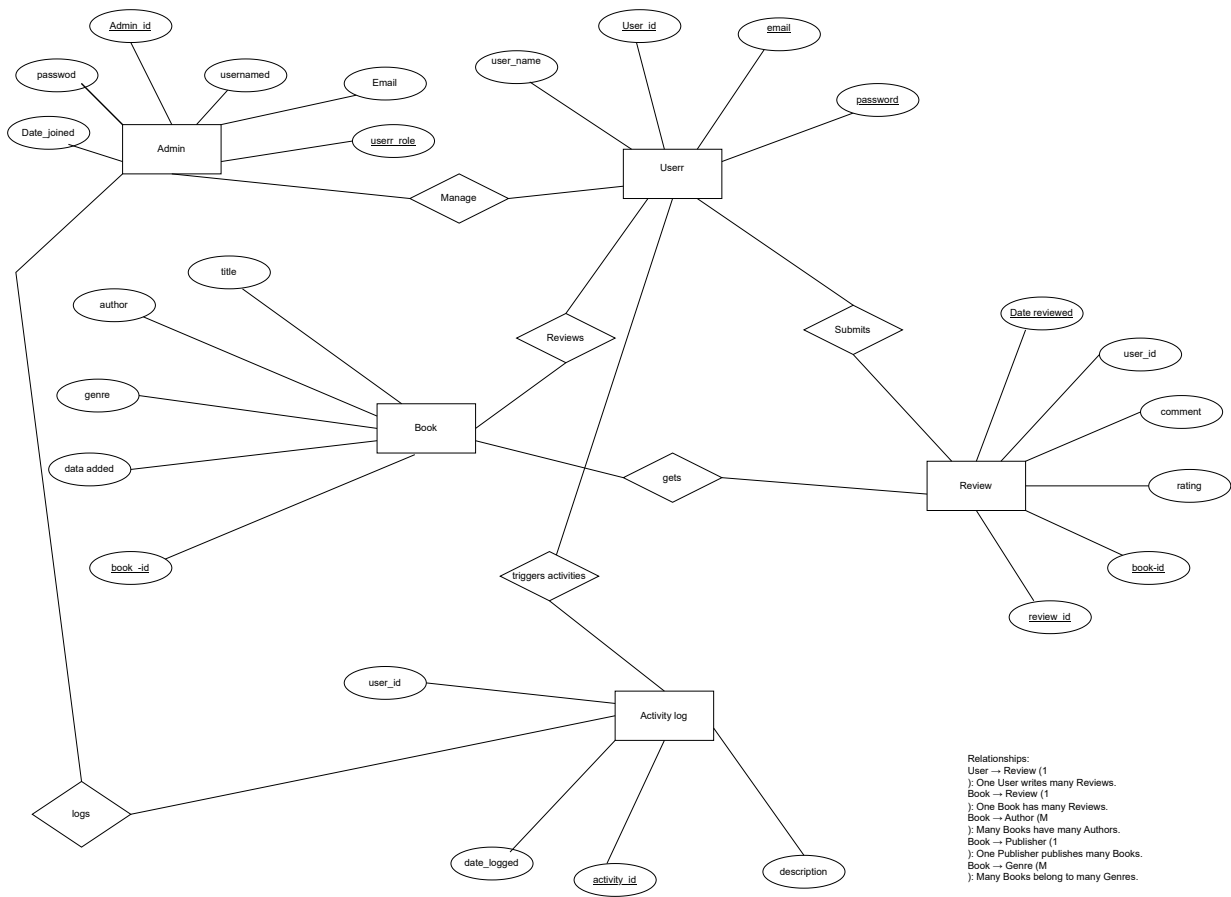 Admin_id
User_id
email
user_name
passwod
usernamed
Email
password
Date_joined
userr_role
Admin
Userr
Manage
title
author
Date reviewed
Reviews
Submits
user_id
genre
comment
Book
data added
gets
Review
rating
book_-id
triggers activities
book-id
review_id
user_id
Activity log
logs
date_logged
activity_id
description
Relationships:
User → Review (1
): One User writes many Reviews.
Book → Review (1
): One Book has many Reviews.
Book → Author (M
): Many Books have many Authors.
Book → Publisher (1
): One Publisher publishes many Books.
Book → Genre (M
): Many Books belong to many Genres.